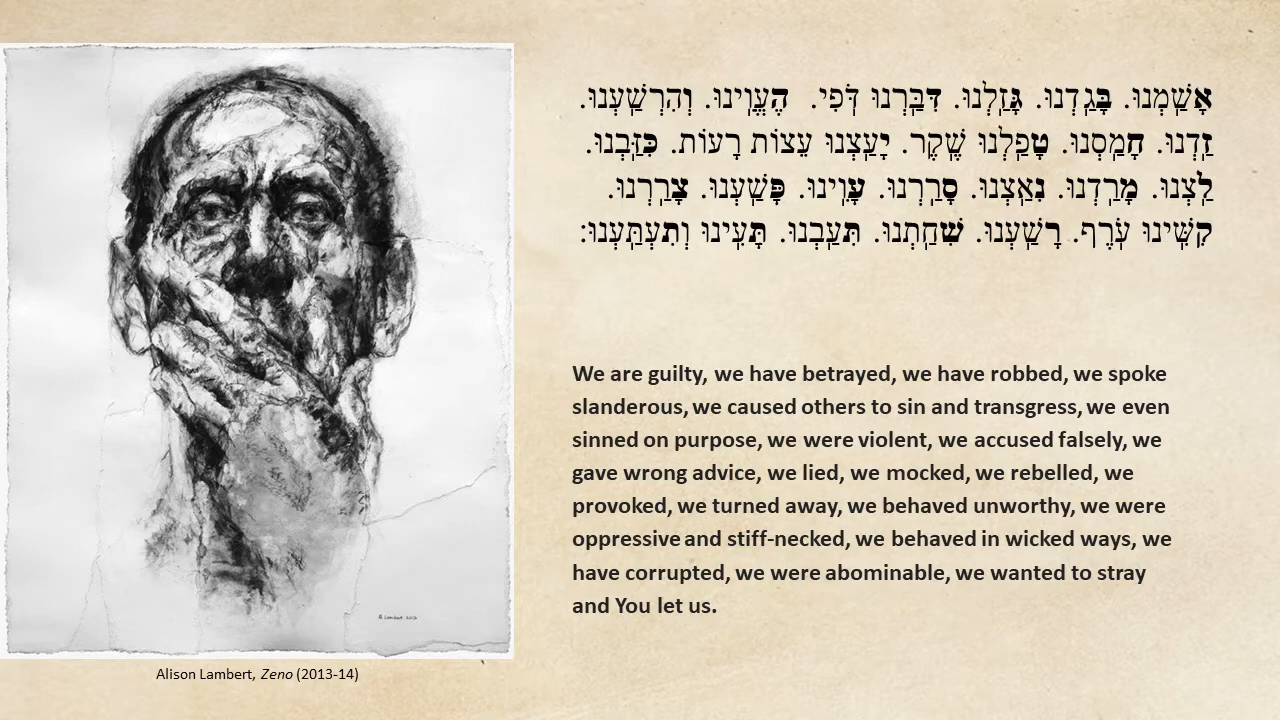 אָשַׁמְנוּ. בָּגַדְנוּ. גָּזַלְנוּ. דִּבַּרְנוּ דֹּפִי. הֶעֱוִינוּ. וְהִרְשַׁעְנוּ.
זַדְנוּ. חָמַסְנוּ. טָפַלְנוּ שֶׁקֶר. יָעַצְנוּ עֵצוֹת רָעוֹת. כִּזַּבְנוּ.
לַצְנוּ. מָרַדְנוּ. נִאַצְנוּ. סָרַרְנוּ. עָוִינוּ. פָּשַׁעְנוּ. צָרַרְנוּ.
קִשִּׁינוּ עֹרֶף. רָשַׁעְנוּ. שִׁחַתְנוּ. תִּעַבְנוּ. תָּעִינוּ וְתִעְתַּעְנוּ:
We are guilty, we have betrayed, we have robbed, we spoke
slanderous, we caused others to sin and transgress, we even
sinned on purpose, we were violent, we accused falsely, we
gave wrong advice, we lied, we mocked, we rebelled, we
provoked, we turned away, we behaved unworthy, we were
oppressive and stiff-necked, we behaved in wicked ways, we
have corrupted, we were abominable, we wanted to stray
and You let us.
Alison Lambert, Zeno (2013-14)